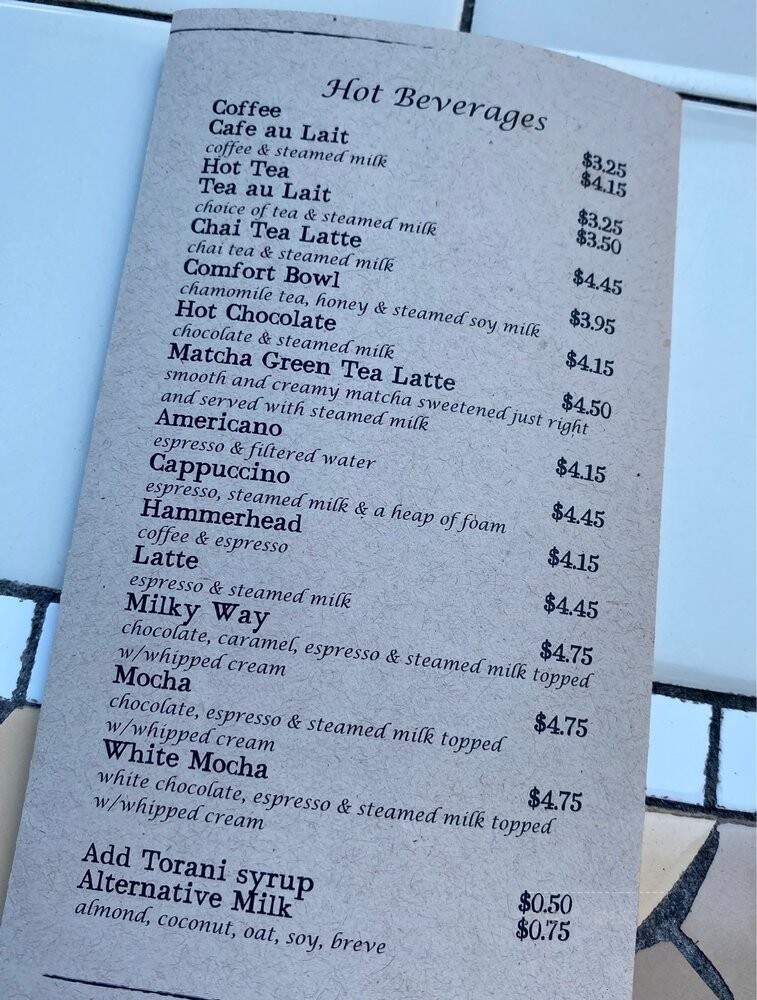 Hot Beverages
Coffee $3.25
Cafe au Lait $4.15
coffee & steamed milk
Hot Tea $3.25
Tea au Lait $3.50
choice of tea & steamed milk
Chai Tea Latte $4.45
chai tea & steamed milk
Comfort Bowl $3.95
chamomile tea, honey & steamed soy milk
Hot Chocolate $4.15
chocolate & steamed milk
Matcha Green Tea Latte $4.50
smooth and creamy matcha sweetened just right
and served with steamed milk
Americano $4.15
espresso & filtered water
Cappuccino $4.45
espresso, steamed milk & a heap of foam
Hammerhead $4.15
coffee & espresso
Latte $4.45
espresso & steamed milk
Milky Way $4.75
chocolate, caramel, espresso & steamed milk topped
w/whipped cream
Mocha $4.75
chocolate, espresso & steamed milk topped
w/whipped cream
White Mocha $4.75
white chocolate, espresso & steamed milk topped
w/whipped cream
Add Torani syrup $0.50
Alternative Milk $0.75
almond, coconut, oat, soy, breve